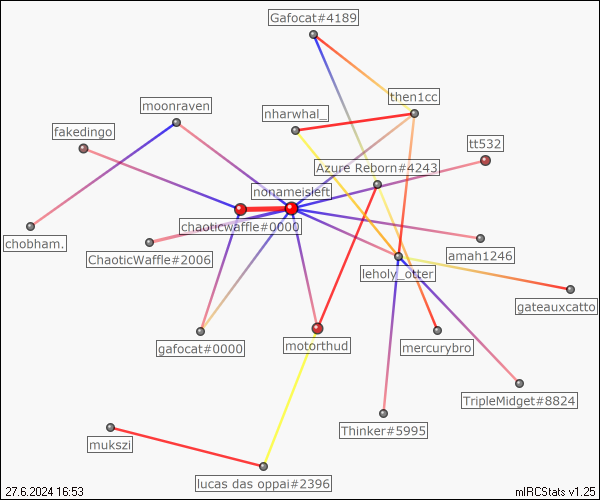 Gafocat#4189
then1cc
moonraven
nharwhal_
fakedingo
tt532
Azure Reborn#4243
nonameisleft
chaoticwaffle#0000
chobham.
ChaoticWaffle#2006
amah1246
leholy_otter
gateauxcatto
gafocat#0000
motorthud
mercurybro
TripleMidget#8824
Thinker#5995
mukszi
lucas das oppai#2396
27.6.2024 16:53
mIRCStats v1.25